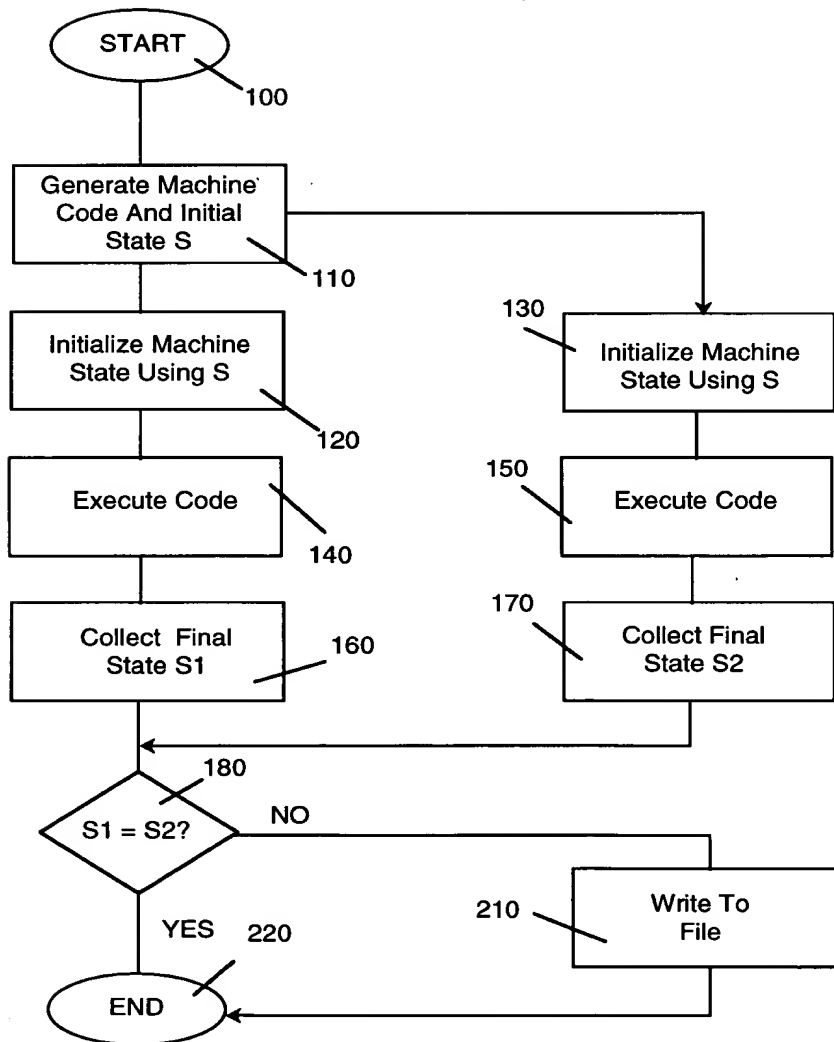 START
100
Generate Machine
Code And Initial
State S
110
Initialize Machine
State Using S
120
130
Initialize Machine
State Using S
Execute Code
140
150
Execute Code
Collect Final
State S1
160
170
Collect Final
State S2
180
S1 = S2?
NO
YES
210
Write To
File
220
END